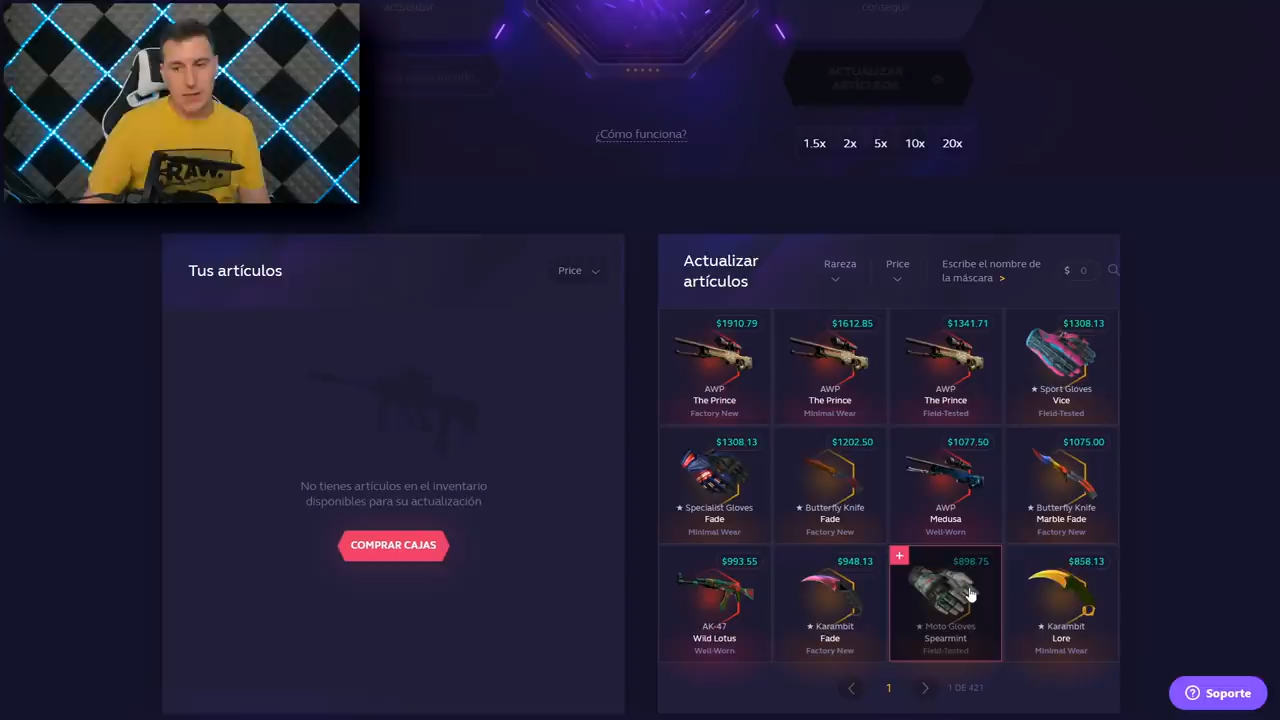 conseguir
ACTUALIZAR
ARTÍCULOS
¿Cómo funciona?
1.5x 2x 5x 10x 20x
RAW.
Tus artículos
Price
No tienes artículos en el inventario
disponibles para su actualización
COMPRAR CAJAS
Actualizar
artículos
Rareza
Price
Escribe el nombre de
la máscara >
$ 0
$1910.79
AWP
The Prince
Factory New
$1612.85
AWP
The Prince
Minimal Wear
$1341.71
AWP
The Prince
Field-Tested
$1308.13
★ Sport Gloves
Vice
Field-Tested
$1308.13
★ Specialist Gloves
Fade
Minimal Wear
$1202.50
★ Butterfly Knife
Fade
Factory New
$1077.50
AWP
Medusa
Well-Worn
$1075.00
★ Butterfly Knife
Marble Fade
Factory New
$993.55
AK-47
Wild Lotus
Well-Worn
$948.13
★ Karambit
Fade
Factory New
+
$898.75
★ Moto Gloves
Spearmint
Field-Tested
$858.13
★ Karambit
Lore
Minimal Wear
1
1 DE 421
Soporte